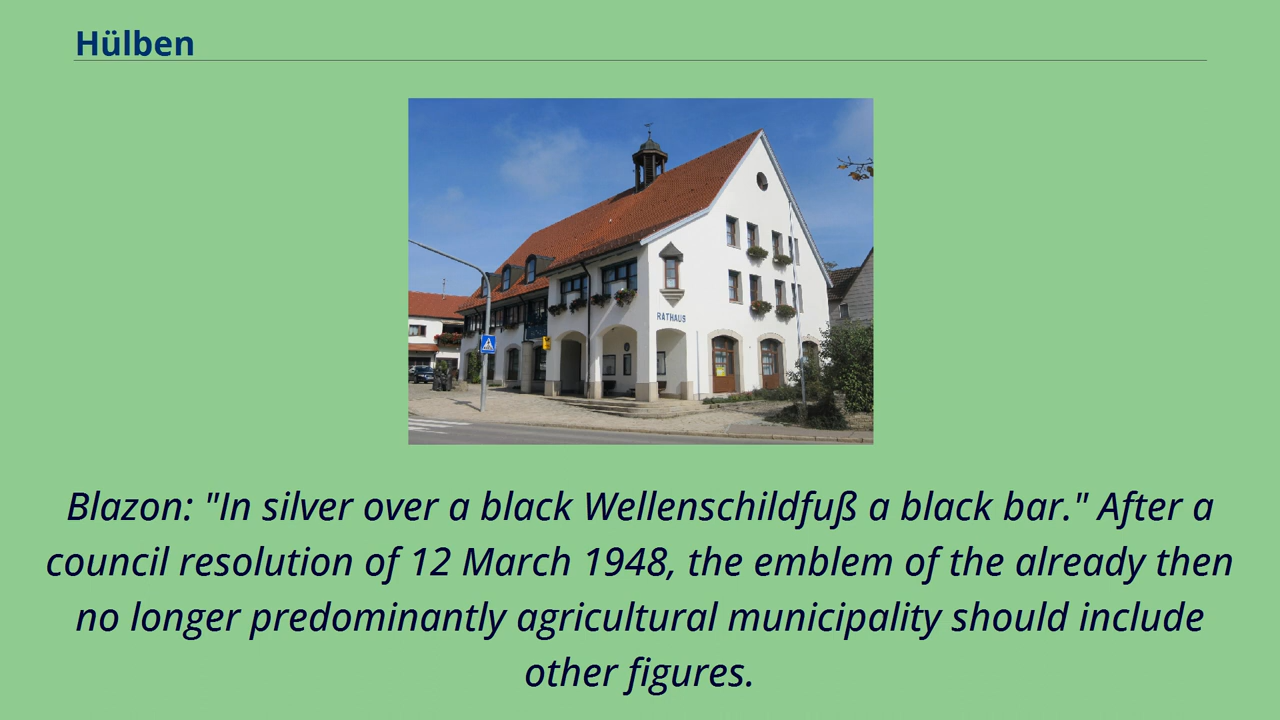 Hülben
RATHAUS
Blazon: "In silver over a black Wellenschildfuß a black bar." After a
council resolution of 12 March 1948, the emblem of the already then
no longer predominantly agricultural municipality should include
other figures.